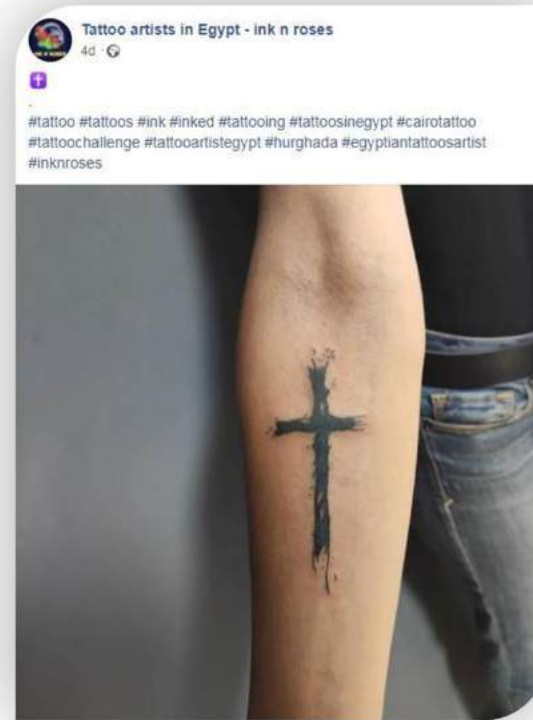 Tattoo artists in Egypt - ink n roses
4d ·
.
#tattoo #tattoos #ink #inked #tattooing #tattoosinegypt #cairotattoo
#tattoochallenge #tattooartistegypt #hurghada #egyptiantattoosartist
#inknroses